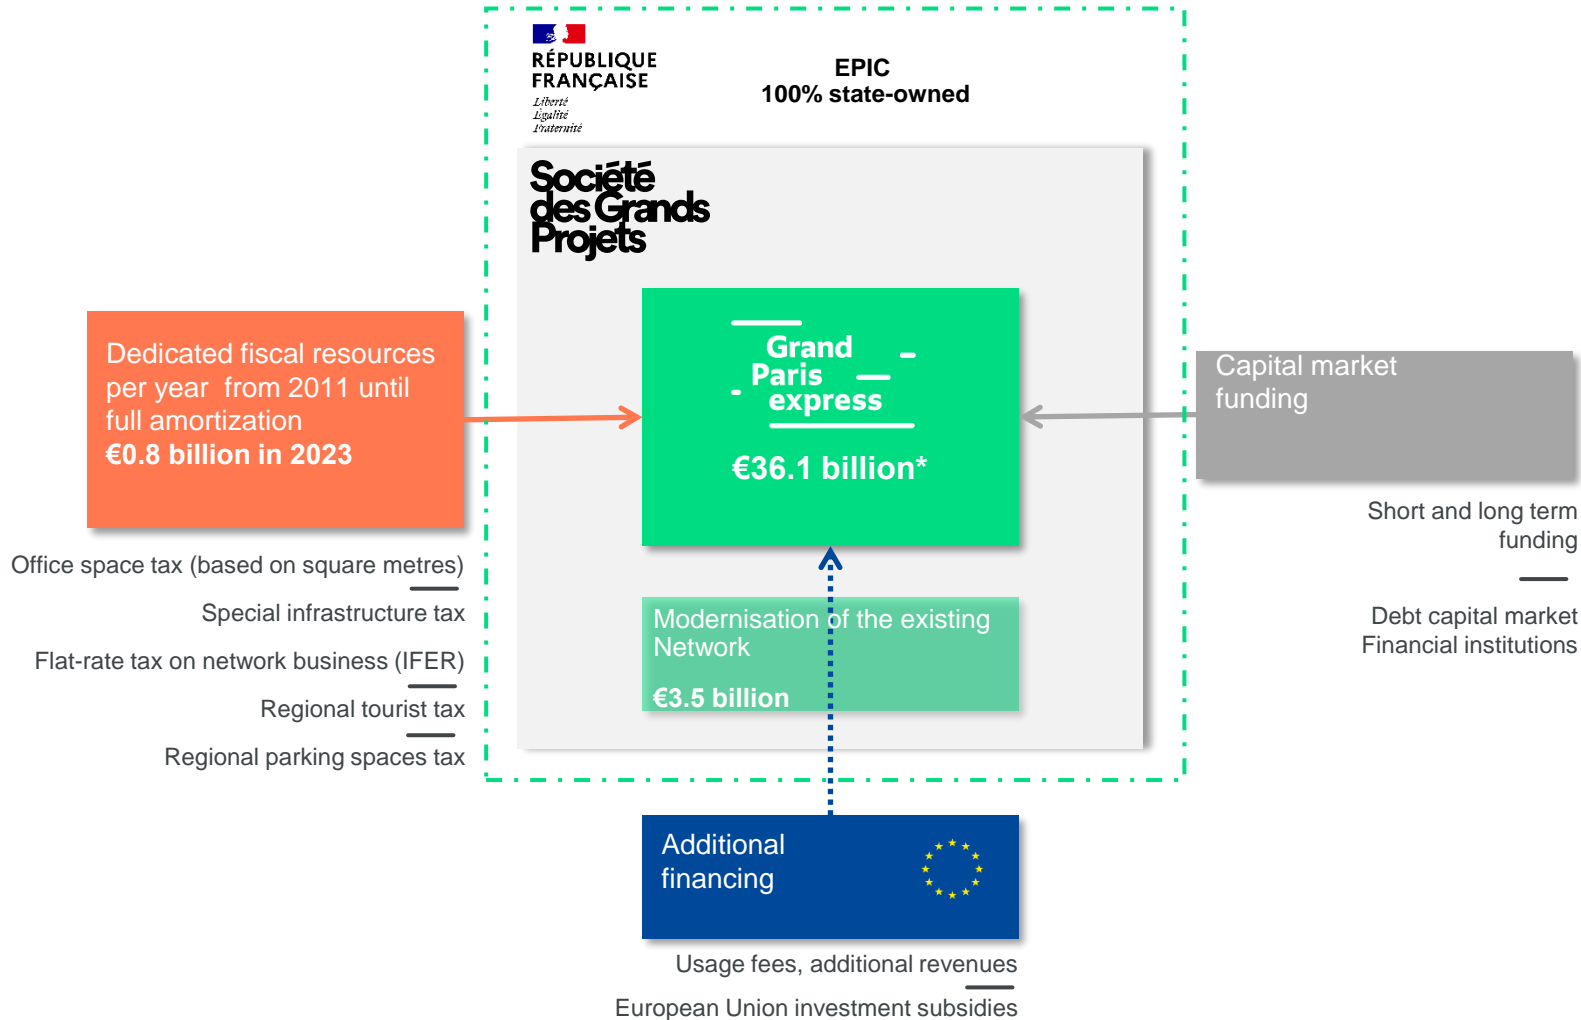 RÉPUBLIQUE
FRANÇAISE
Liberté
Égalité
Fraternité
EPIC
100% state-owned
Société
des Grands
Projets
Dedicated fiscal resources
per year from 2011 until
full amortization
€0.8 billion in 2023
Grand
Paris
express
€36.1 billion*
Capital market
funding
Short and long term
funding
Debt capital market
Financial institutions
Office space tax (based on square metres)
Special infrastructure tax
Flat-rate tax on network business (IFER)
Regional tourist tax
Regional parking spaces tax
Modernisation of the existing
Network
€3.5 billion
Additional
financing
Usage fees, additional revenues
European Union investment subsidies